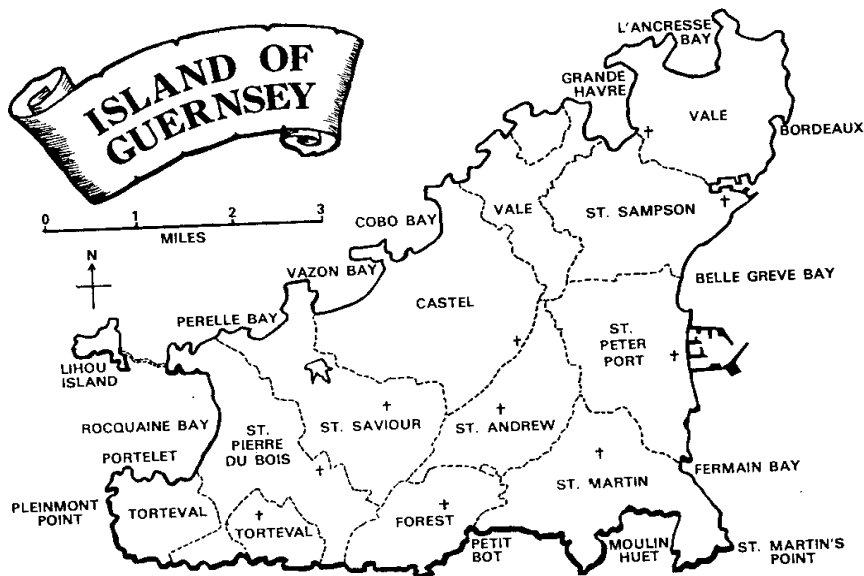 ISLAND OF
GUERNSEY
L'ANCRESSE
BAY
GRANDE
HAVRE
VALE
BORDEAUX
0 1 2 3
MILES
COBO BAY
VALE
ST. SAMPSON
N
VAZON BAY
BELLE GREVE BAY
CASTEL
PERELLE BAY
ST.
PETER
PORT
LIHOU
ISLAND
ROCQUAINE BAY
ST.
PIERRE
DU BOIS
ST. SAVIOUR
ST. ANDREW
PORTELET
FERMAIN BAY
ST. MARTIN
PLEINMONT
POINT
TORTEVAL
TORTEVAL
FOREST
PETIT
BOT
MOULIN
HUET
ST. MARTIN'S
POINT